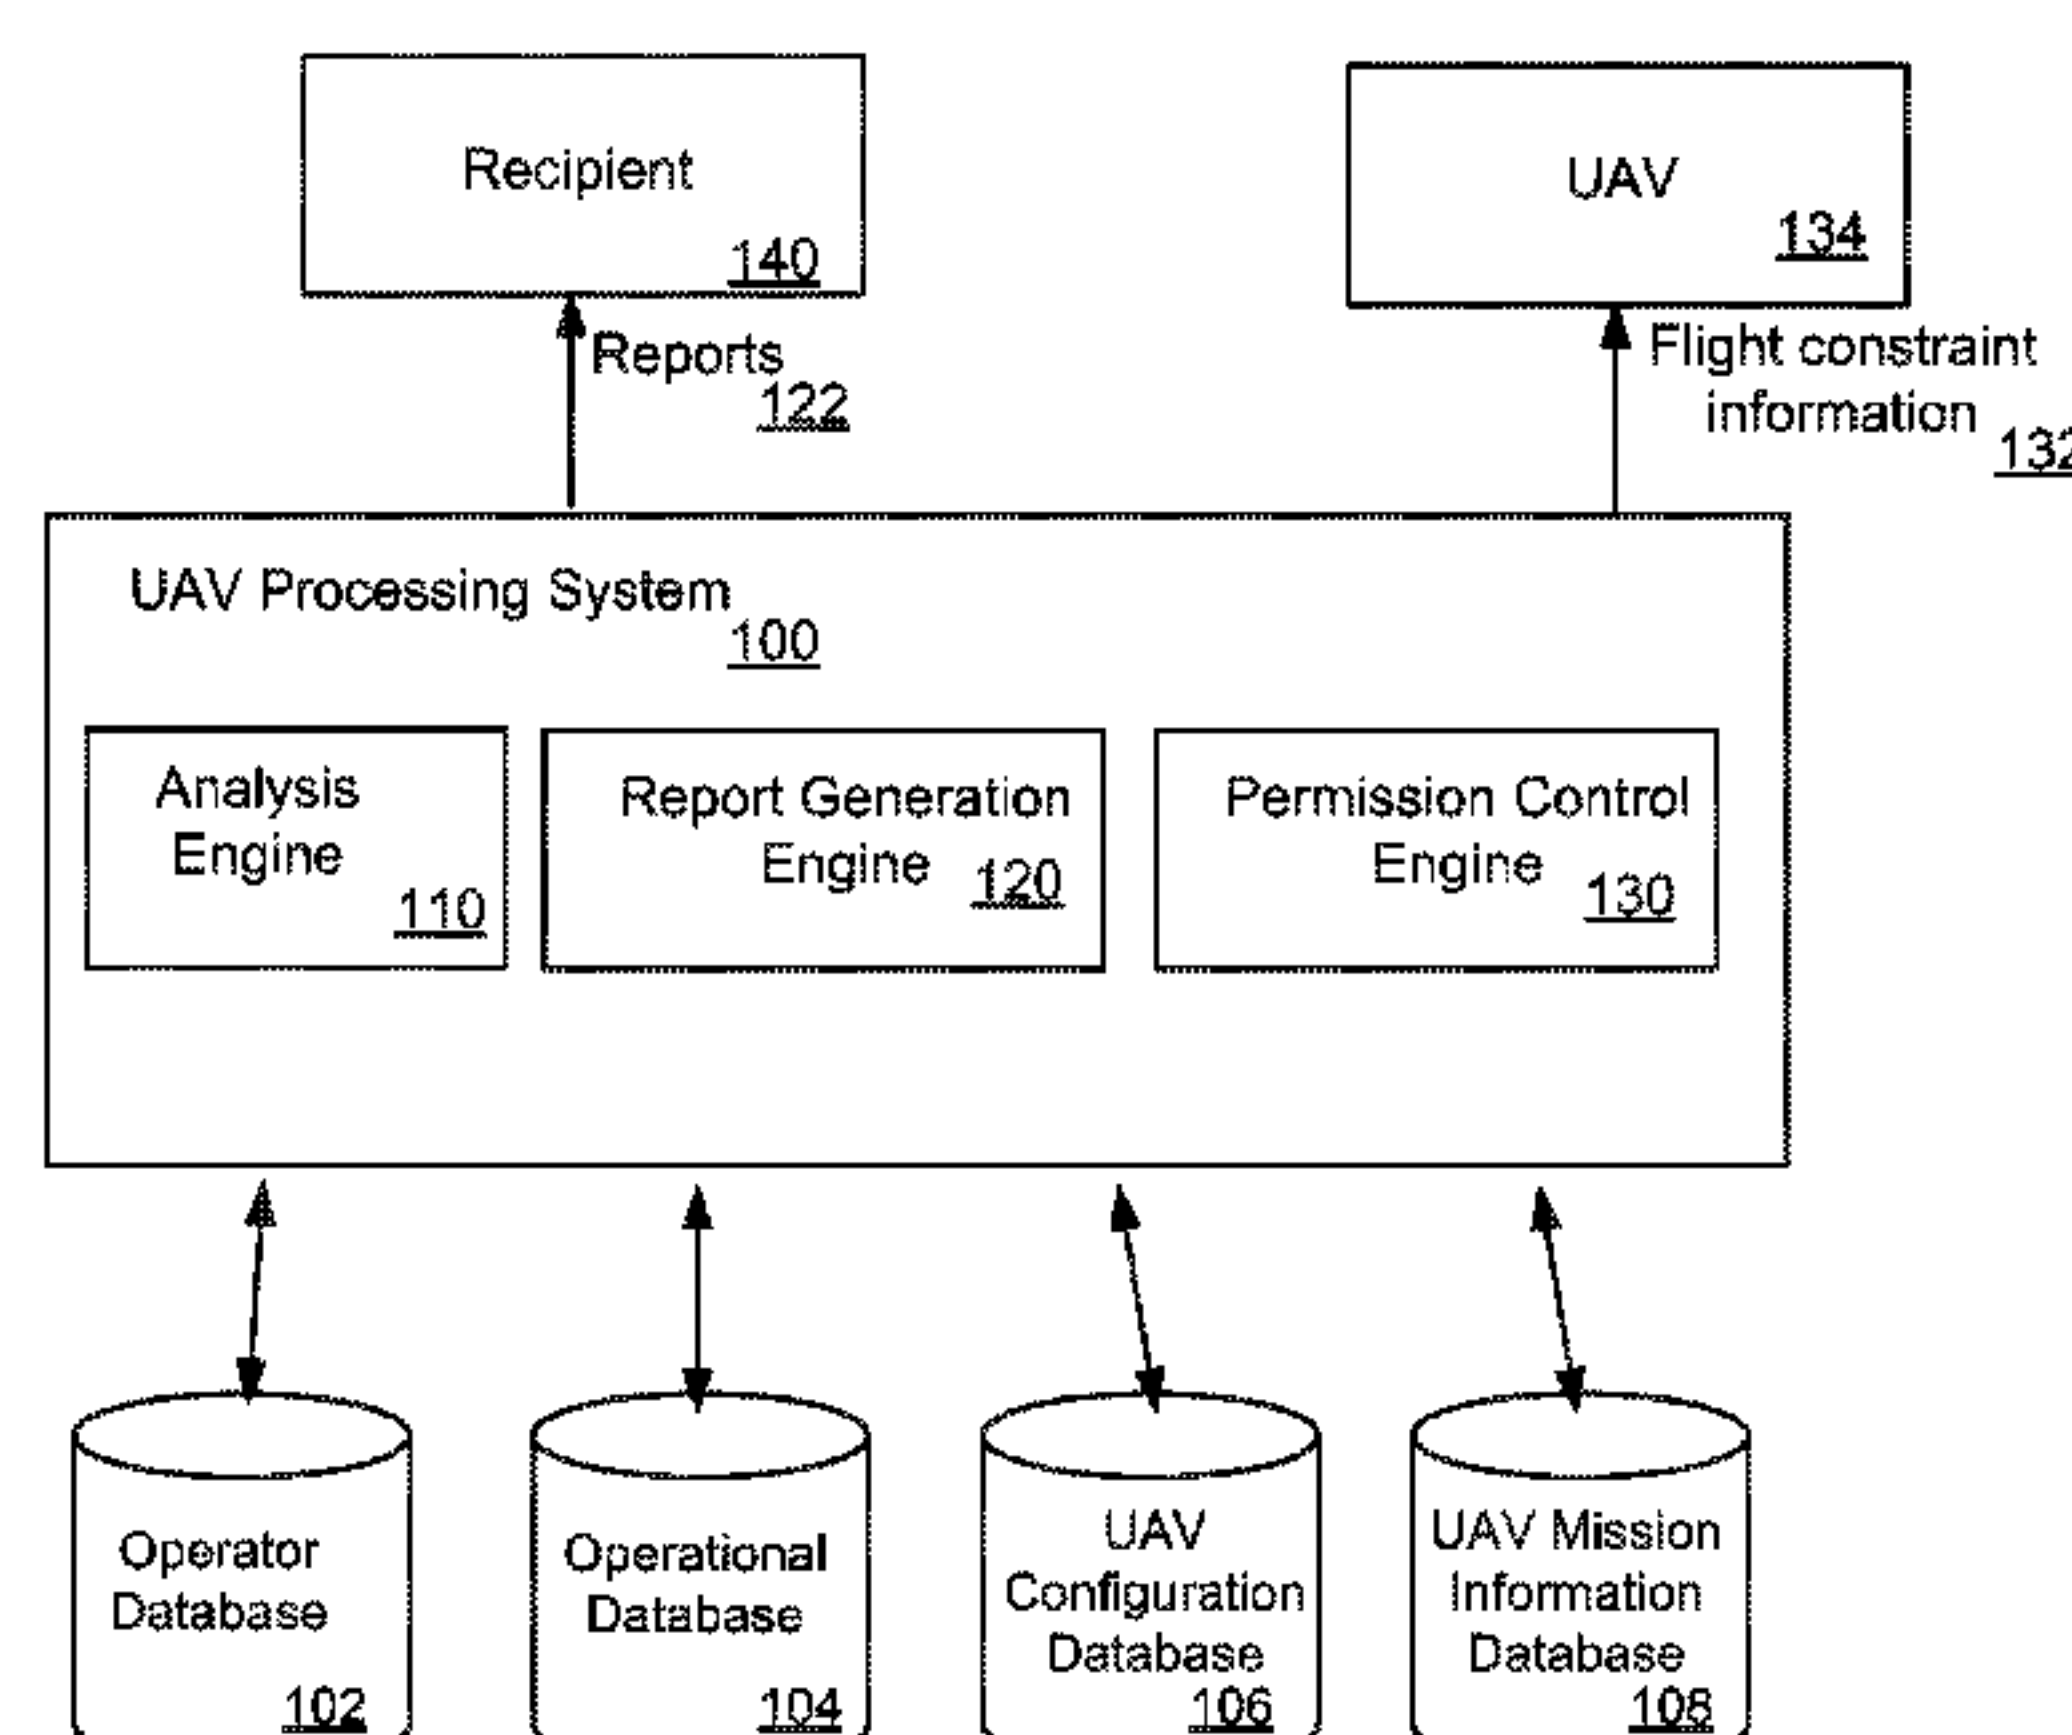 Recipient
140
UAV
134
Reports
122
Flight constraint
information
132
UAV Processing System
100
Analysis
Engine
110
Report Generation
Engine
120
Permission Control
Engine
130
Operator
Database
102
Operational
Database
104
UAV
Configuration
Database
106
UAV Mission
Information
Database
108